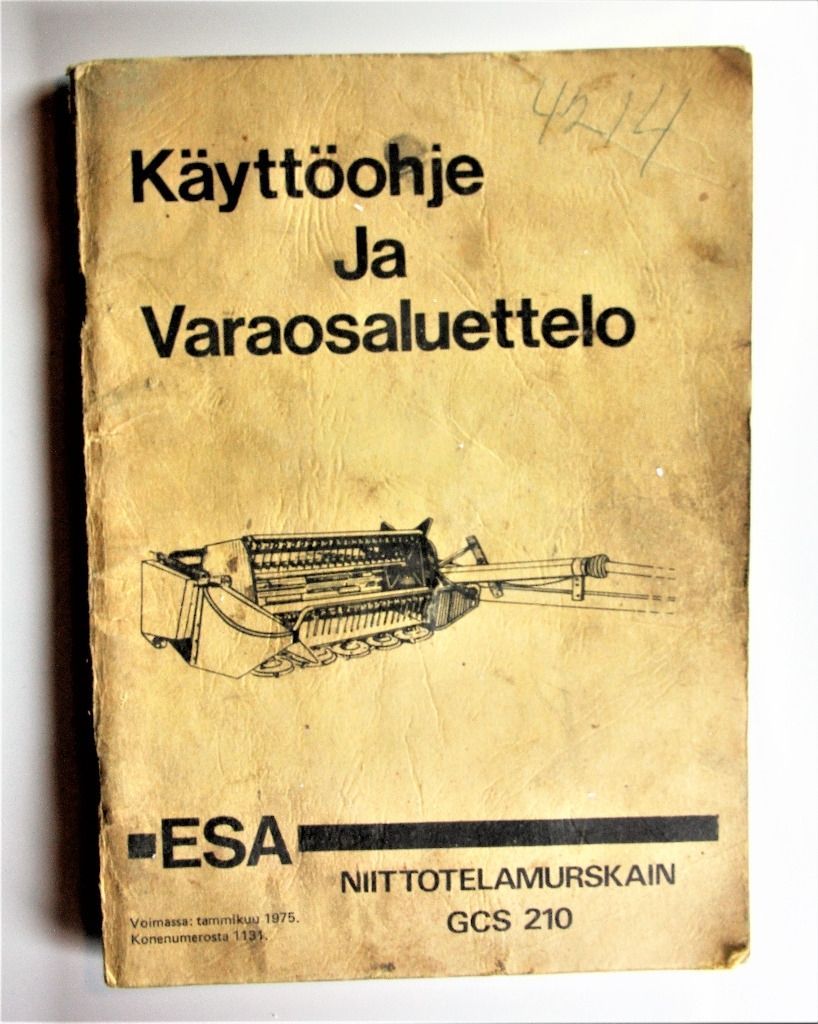 4214
Käyttöohje
Ja
Varaosaluettelo
ESA
NIITTOTELAMURSKAIN
GCS 210
Voimassa: tammikuu 1975.
Konenumerosta 1131.